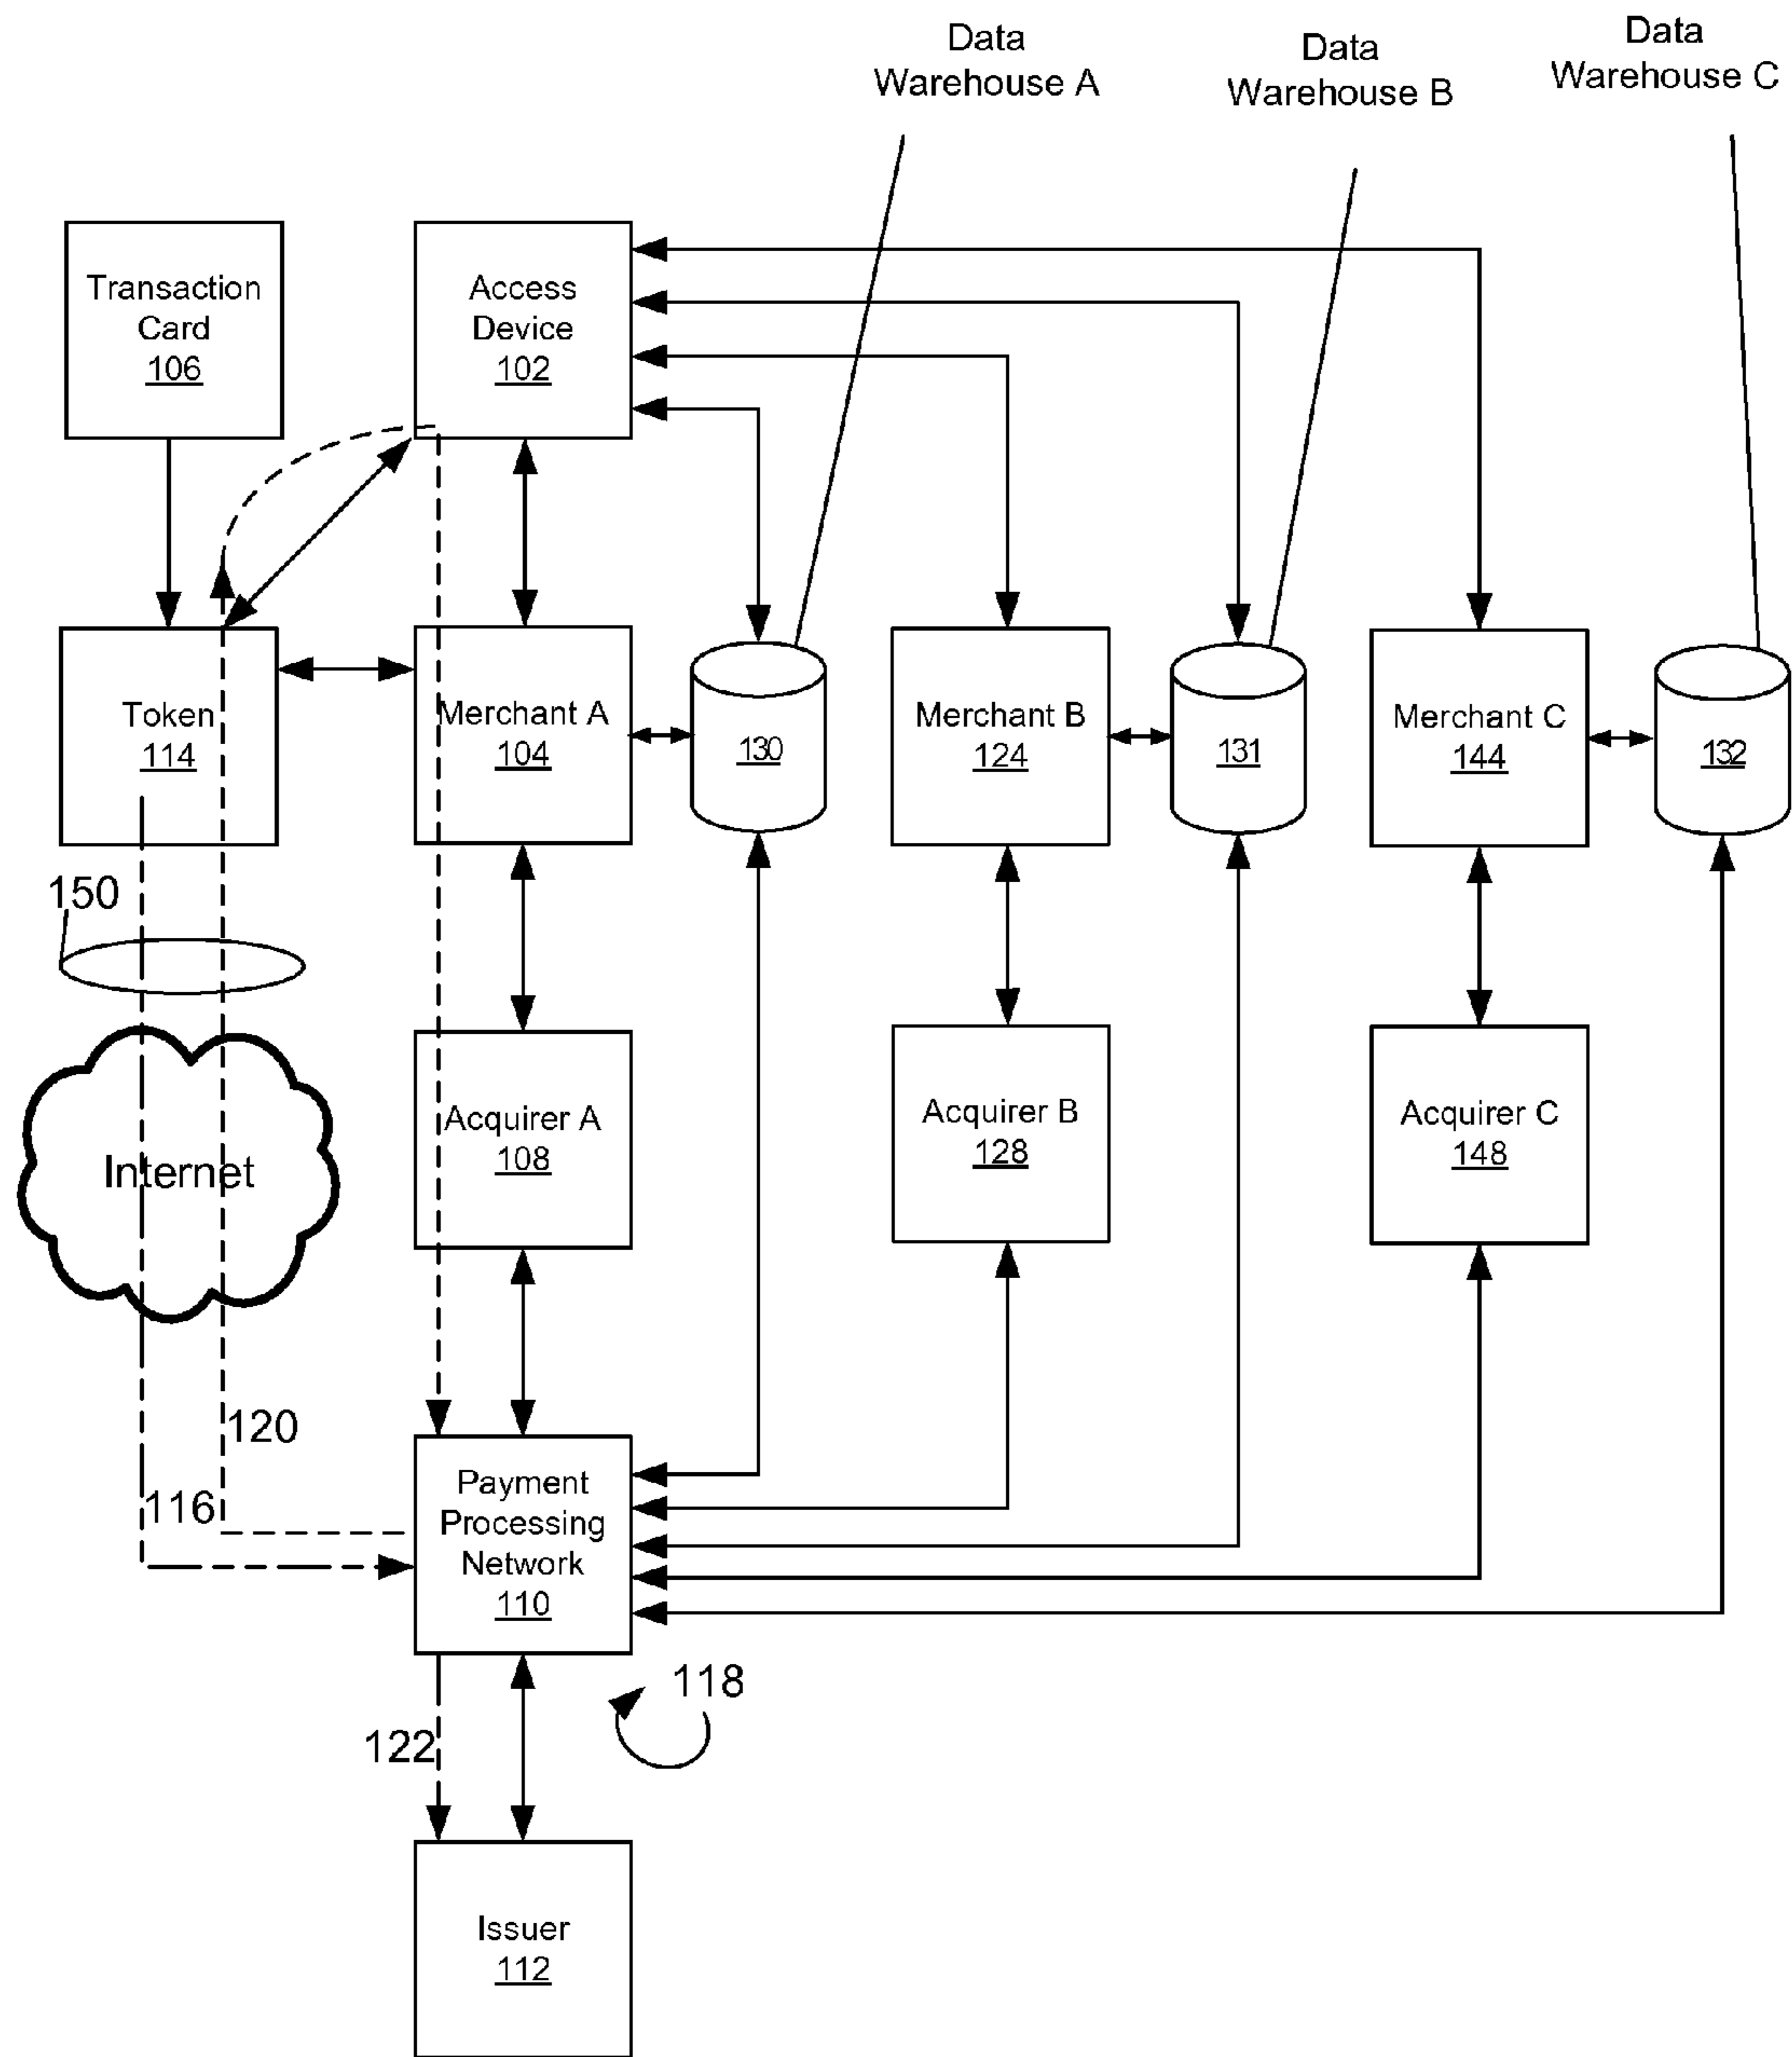 Data
Warehouse A
Data
Warehouse B
Data
Warehouse C
Transaction
Card
106
Access
Device
102
Token
114
Merchant A
104
130
Merchant B
124
131
Merchant C
144
132
150
Internet
Acquirer A
108
Acquirer B
128
Acquirer C
148
120
116
Payment
Processing
Network
110
118
122
Issuer
112